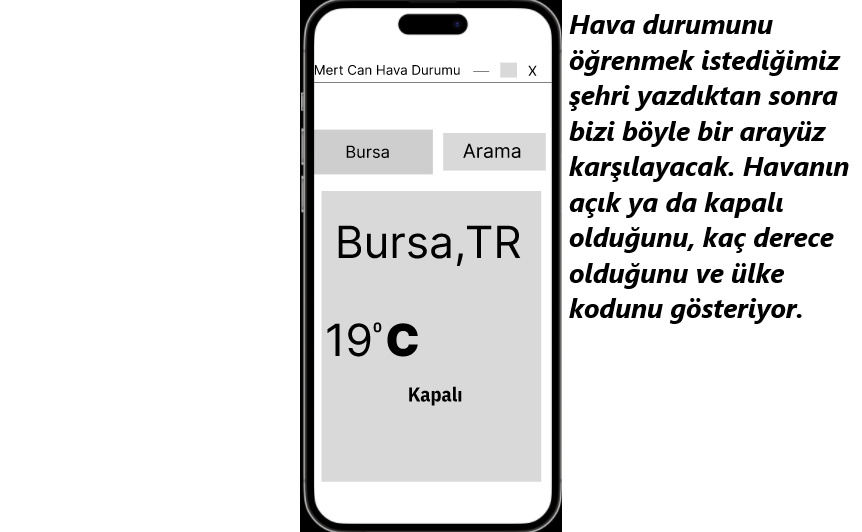 Mert Can Hava Durumu — X
Bursa
Arama
Bursa,TR
19⁰C
Kapalı
Hava durumunu
öğrenmek istediğimiz
şehri yazdıktan sonra
bizi böyle bir arayüz
karşılayacak. Havanın
açık ya da kapalı
olduğunu, kaç derece
olduğunu ve ülke
kodunu gösteriyor.